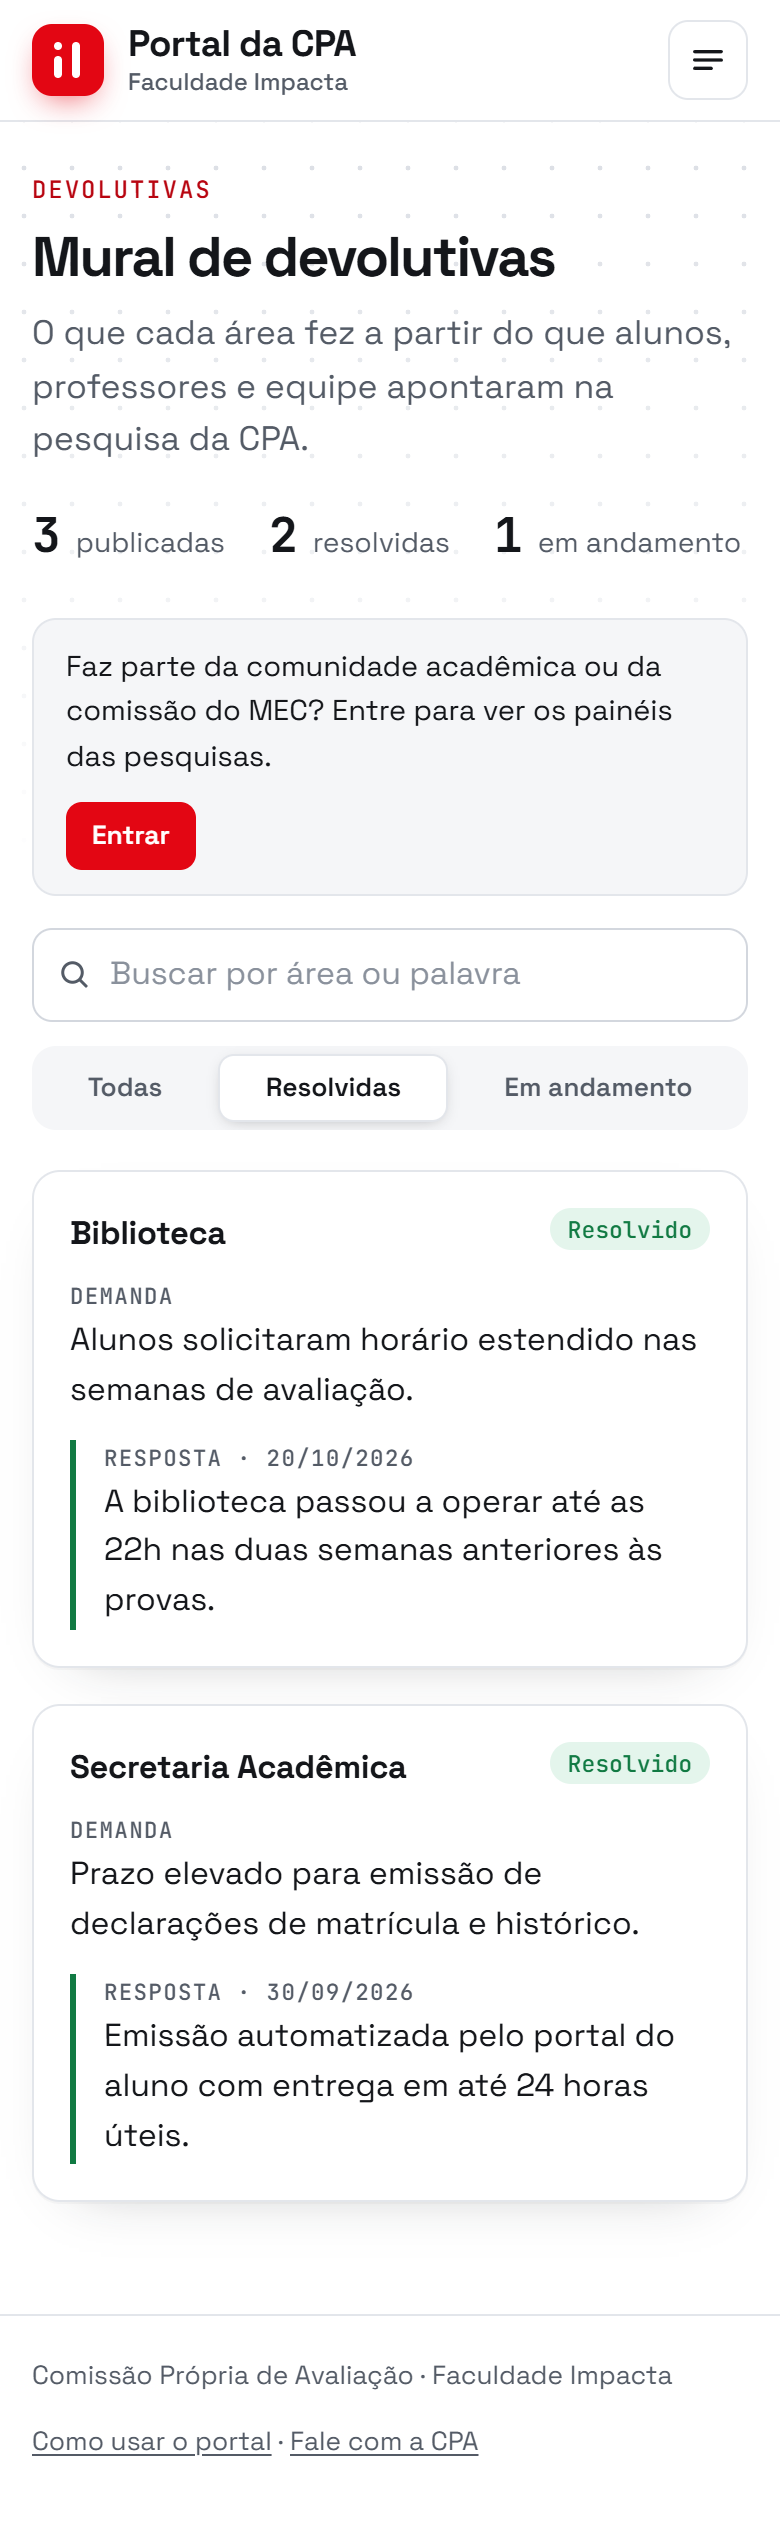 Portal da CPA
Faculdade Impacta
DEVOLUTIVAS
Mural de devolutivas
O que cada área fez a partir do que alunos,
professores e equipe apontaram na
pesquisa da CPA.
3 publicadas 2 resolvidas 1 em andamento
Faz parte da comunidade acadêmica ou da
comissão do MEC? Entre para ver os painéis
das pesquisas.
Entrar
Buscar por área ou palavra
Todas Resolvidas Em andamento
Biblioteca Resolvido
DEMANDA
Alunos solicitaram horário estendido nas
semanas de avaliação.
RESPOSTA · 20/10/2026
A biblioteca passou a operar até as
22h nas duas semanas anteriores às
provas.
Secretaria Acadêmica Resolvido
DEMANDA
Prazo elevado para emissão de
declarações de matrícula e histórico.
RESPOSTA · 30/09/2026
Emissão automatizada pelo portal do
aluno com entrega em até 24 horas
úteis.
Comissão Própria de Avaliação · Faculdade Impacta
Como usar o portal · Fale com a CPA